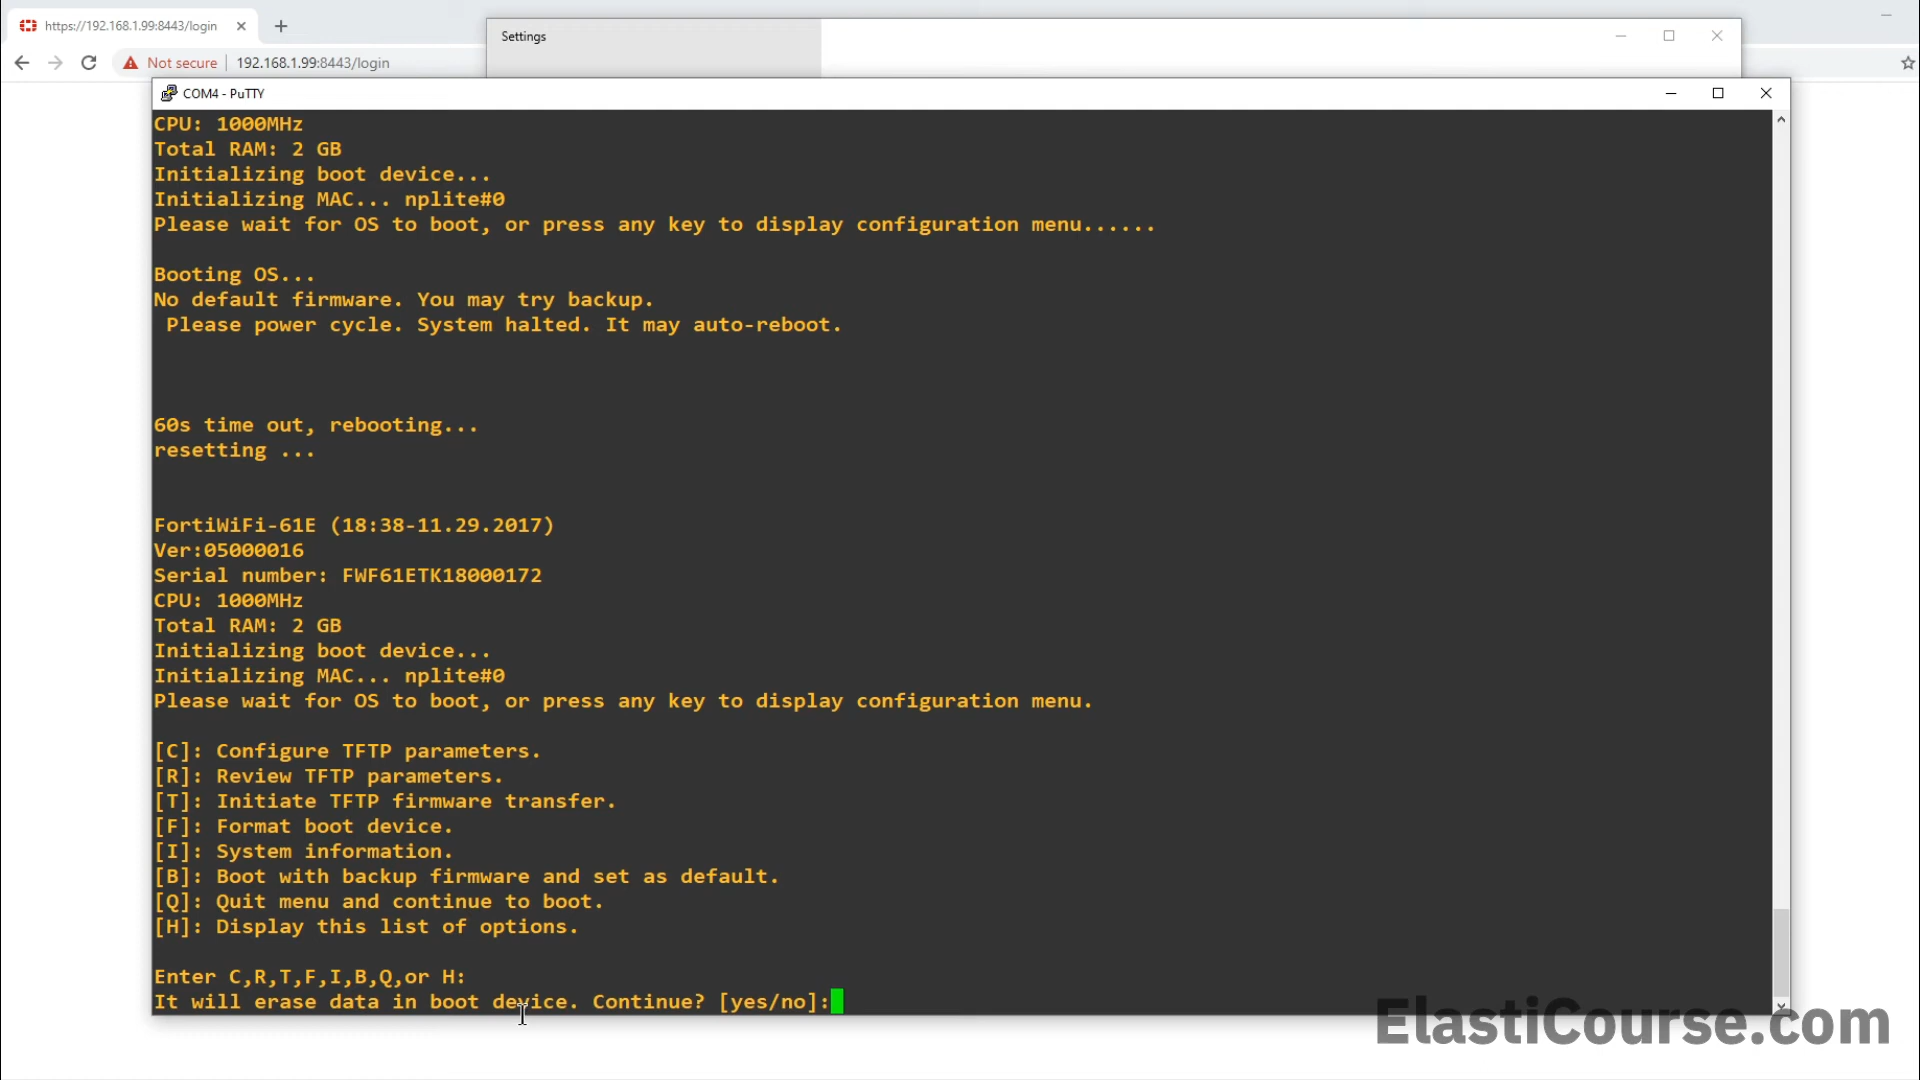 https://192.168.1.99:8443/login
Settings
Not secure
192.168.1.99:8443/login
COM4 - PuTTY
CPU: 1000MHz
Total RAM: 2 GB
Initializing boot device...
Initializing MAC... nplite#0
Please wait for OS to boot, or press any key to display configuration menu......
Booting OS...
No default firmware. You may try backup.
Please power cycle. System halted. It may auto-reboot.
60s time out, rebooting...
resetting ...
FortiWiFi-61E (18:38-11.29.2017)
Ver:05000016
Serial number: FWF61ETK18000172
CPU: 1000MHz
Total RAM: 2 GB
Initializing boot device...
Initializing MAC... nplite#0
Please wait for OS to boot, or press any key to display configuration menu.
[C]: Configure TFTP parameters.
[R]: Review TFTP parameters.
[T]: Initiate TFTP firmware transfer.
[F]: Format boot device.
[I]: System information.
[B]: Boot with backup firmware and set as default.
[Q]: Quit menu and continue to boot.
[H]: Display this list of options.
Enter C,R,T,F,I,B,Q,or H:
It will erase data in boot device. Continue? [yes/no]:
ElastiCourse.com